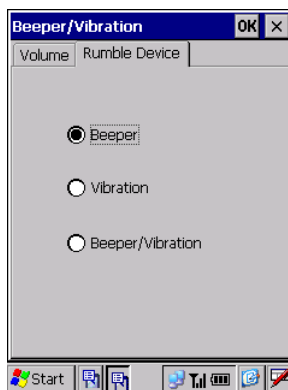 Beeper/Vibration OK ×
Volume Rumble Device
Beeper
Vibration
Beeper/Vibration
Start